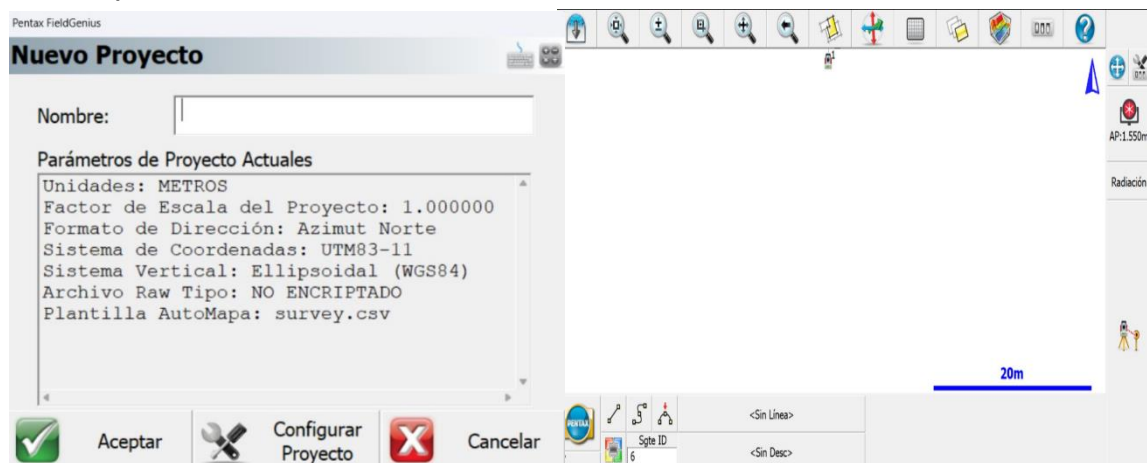 Pentax FieldGenius
Nuevo Proyecto
Nombre:
Parámetros de Proyecto Actuales
Unidades: METROS
Factor de Escala del Proyecto: 1.000000
Formato de Dirección: Azimut Norte
Sistema de Coordenadas: UTM83-11
Sistema Vertical: Ellipsoidal (WGS84)
Archivo Raw Tipo: NO ENCRIPTADO
Plantilla AutoMapa: survey.csv
Aceptar
Configurar
Proyecto
Cancelar
1
AP:1.550m
Radiación
20m
PENTAX
<Sin Línea>
Sgte ID
6
<Sin Desc>